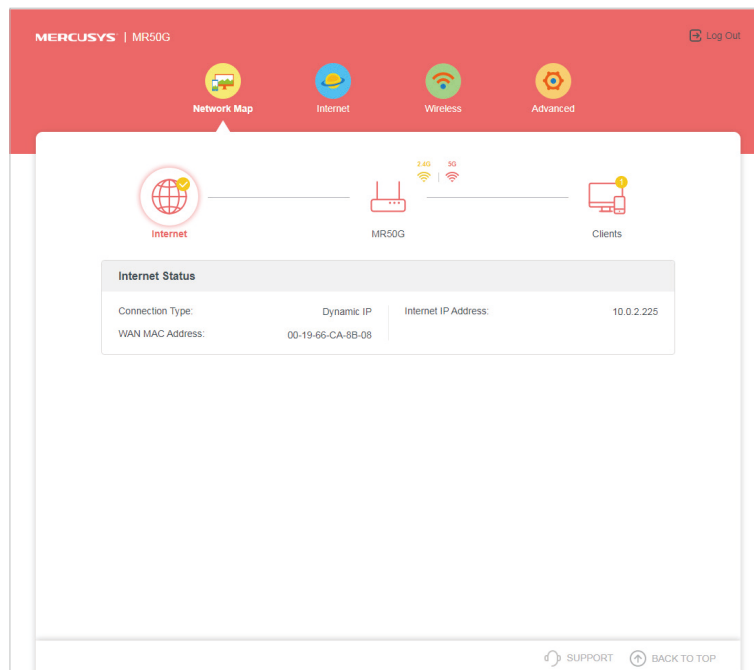 MERCUSYS | MR50G
Log Out
Network Map Internet Wireless Advanced
2.4G 5G
1
Internet MR50G Clients
Internet Status
Connection Type: Dynamic IP Internet IP Address: 10.0.2.225
WAN MAC Address: 00-19-66-CA-8B-08
SUPPORT BACK TO TOP